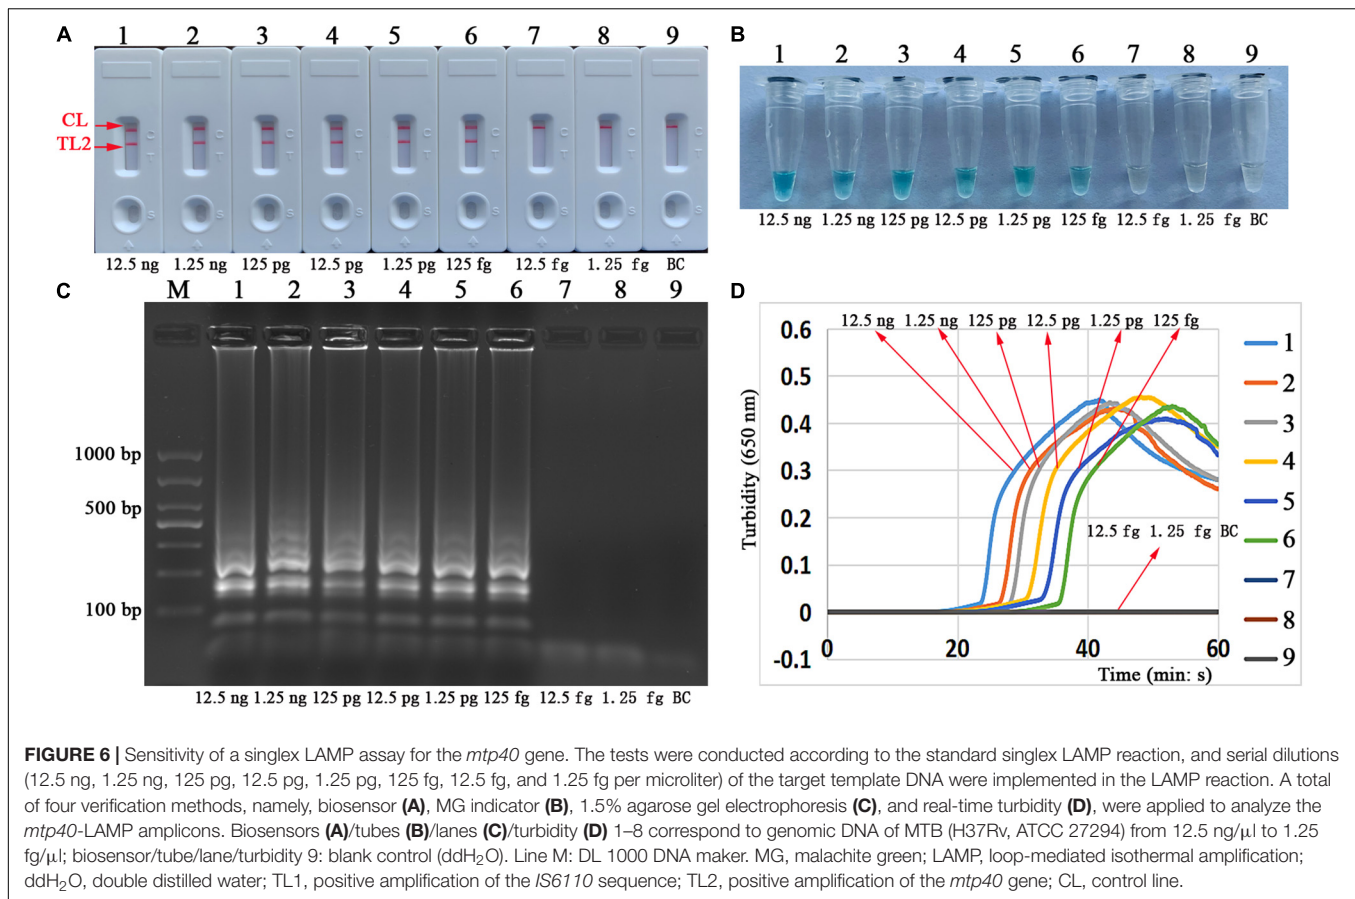 A
1 2 3 4 5 6 7 8 9
CL
TL2
C C C C C C C C C
T T T T T T T T T
S S S S S S S S S
12.5 ng 1.25 ng 125 pg 12.5 pg 1.25 pg 125 fg 12.5 fg 1.25 fg BC
B
1 2 3 4 5 6 7 8 9
12.5 ng 1.25 ng 125 pg 12.5 pg 1.25 pg 125 fg 12.5 fg 1.25 fg BC
C
M 1 2 3 4 5 6 7 8 9
1000 bp
500 bp
100 bp
12.5 ng 1.25 ng 125 pg 12.5 pg 1.25 pg 125 fg 12.5 fg 1.25 fg BC
D
12.5 ng 1.25 ng 125 pg 12.5 pg 1.25 pg 125 fg
0.6
0.5
0.4
0.3
0.2
0.1
0
-0.1
Turbidity (650 nm)
12.5 fg 1.25 fg BC
0 20 40 60
Time (min: s)
1
2
3
4
5
6
7
8
9
FIGURE 6 | Sensitivity of a singlex LAMP assay for the mtp40 gene. The tests were conducted according to the standard singlex LAMP reaction, and serial dilutions
(12.5 ng, 1.25 ng, 125 pg, 12.5 pg, 1.25 pg, 125 fg, 12.5 fg, and 1.25 fg per microliter) of the target template DNA were implemented in the LAMP reaction. A total
of four verification methods, namely, biosensor (A), MG indicator (B), 1.5% agarose gel electrophoresis (C), and real-time turbidity (D), were applied to analyze the
mtp40-LAMP amplicons. Biosensors (A)/tubes (B)/lanes (C)/turbidity (D) 1–8 correspond to genomic DNA of MTB (H37Rv, ATCC 27294) from 12.5 ng/μl to 1.25
fg/μl; biosensor/tube/lane/turbidity 9: blank control (ddH₂O). Line M: DL 1000 DNA maker. MG, malachite green; LAMP, loop-mediated isothermal amplification;
ddH₂O, double distilled water; TL1, positive amplification of the IS6110 sequence; TL2, positive amplification of the mtp40 gene; CL, control line.